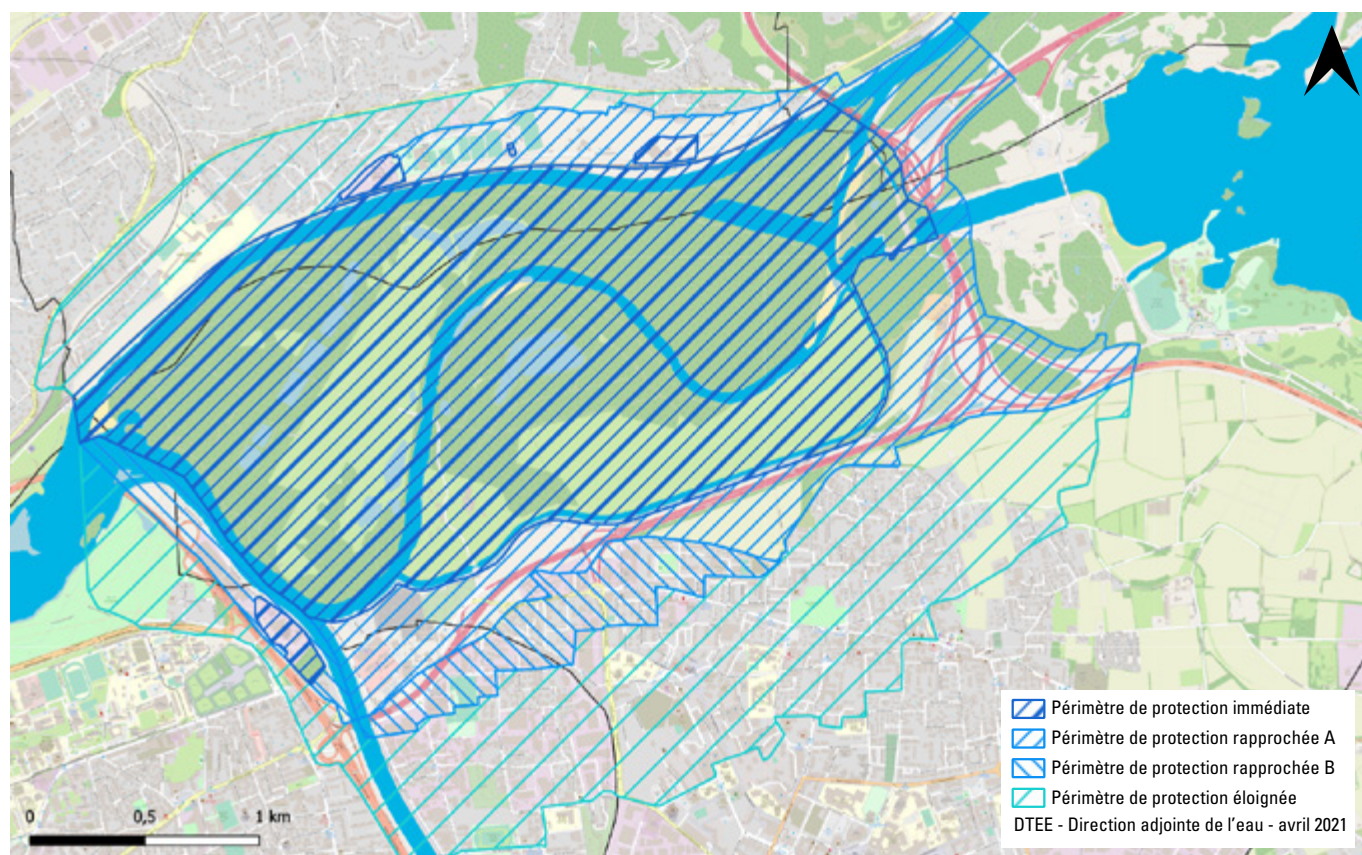 0 0,5 1 km
Périmètre de protection immédiate
Périmètre de protection rapprochée A
Périmètre de protection rapprochée B
Périmètre de protection éloignée
DTEE - Direction adjointe de l'eau - avril 2021